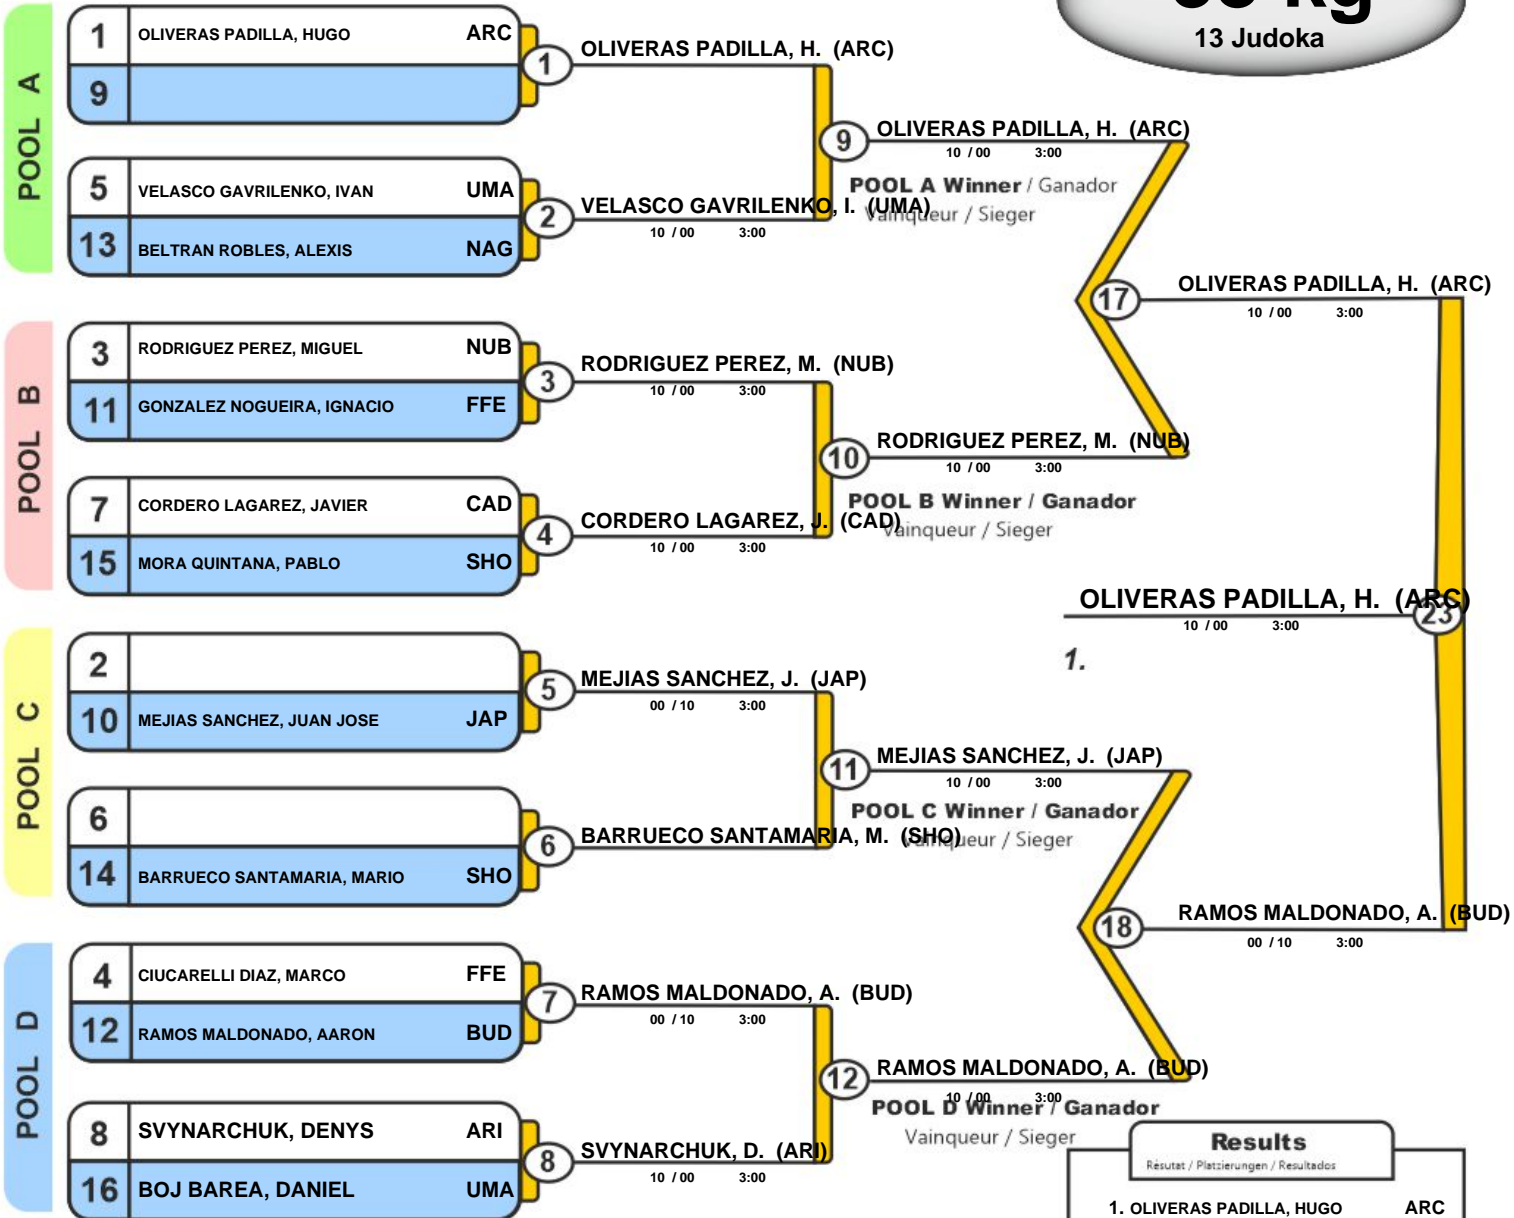 13 Judoka
POOL A
1 OLIVERAS PADILLA, HUGO ARC
9
5 VELASCO GAVRILENKO, IVAN UMA
13 BELTRAN ROBLES, ALEXIS NAG
POOL B
3 RODRIGUEZ PEREZ, MIGUEL NUB
11 GONZALEZ NOGUEIRA, IGNACIO FFE
7 CORDERO LAGAREZ, JAVIER CAD
15 MORA QUINTANA, PABLO SHO
POOL C
2
10 MEJIAS SANCHEZ, JUAN JOSE JAP
6
14 BARRUECO SANTAMARIA, MARIO SHO
POOL D
4 CIUCARELLI DIAZ, MARCO FFE
12 RAMOS MALDONADO, AARON BUD
8 SVYNARCHUK, DENYS ARI
16 BOJ BAREA, DANIEL UMA
1 OLIVERAS PADILLA, H. (ARC)
2 VELASCO GAVRILENKO, I. (UMA)
10 / 00 3:00
3 RODRIGUEZ PEREZ, M. (NUB)
10 / 00 3:00
4 CORDERO LAGAREZ, J. (CAD)
10 / 00 3:00
5 MEJIAS SANCHEZ, J. (JAP)
00 / 10 3:00
6 BARRUECO SANTAMARIA, M. (SHO)
7 RAMOS MALDONADO, A. (BUD)
00 / 10 3:00
8 SVYNARCHUK, D. (ARI)
10 / 00 3:00
9 OLIVERAS PADILLA, H. (ARC)
10 / 00 3:00
POOL A Winner / Ganador
Vainqueur / Sieger
10 RODRIGUEZ PEREZ, M. (NUB)
10 / 00 3:00
POOL B Winner / Ganador
Vainqueur / Sieger
11 MEJIAS SANCHEZ, J. (JAP)
10 / 00 3:00
POOL C Winner / Ganador
Vainqueur / Sieger
12 RAMOS MALDONADO, A. (BUD)
10 / 00 3:00
POOL D Winner / Ganador
Vainqueur / Sieger
17 OLIVERAS PADILLA, H. (ARC)
10 / 00 3:00
18 RAMOS MALDONADO, A. (BUD)
00 / 10 3:00
OLIVERAS PADILLA, H. (ARC)
23
10 / 00 3:00
1.
Results
Résutat / Platzierungen / Resultados
1. OLIVERAS PADILLA, HUGO ARC